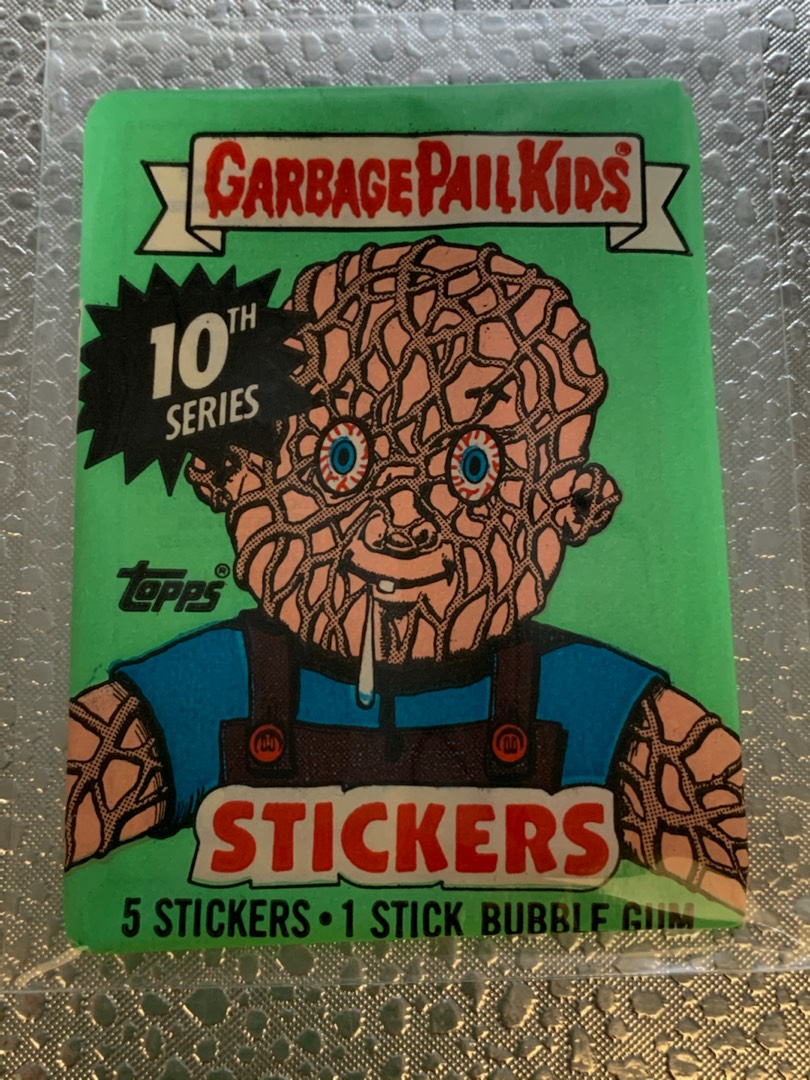 GARBAGE PAIL KIDS®
10TH
SERIES
topps®
STICKERS
5 STICKERS • 1 STICK BUBBLE GUM